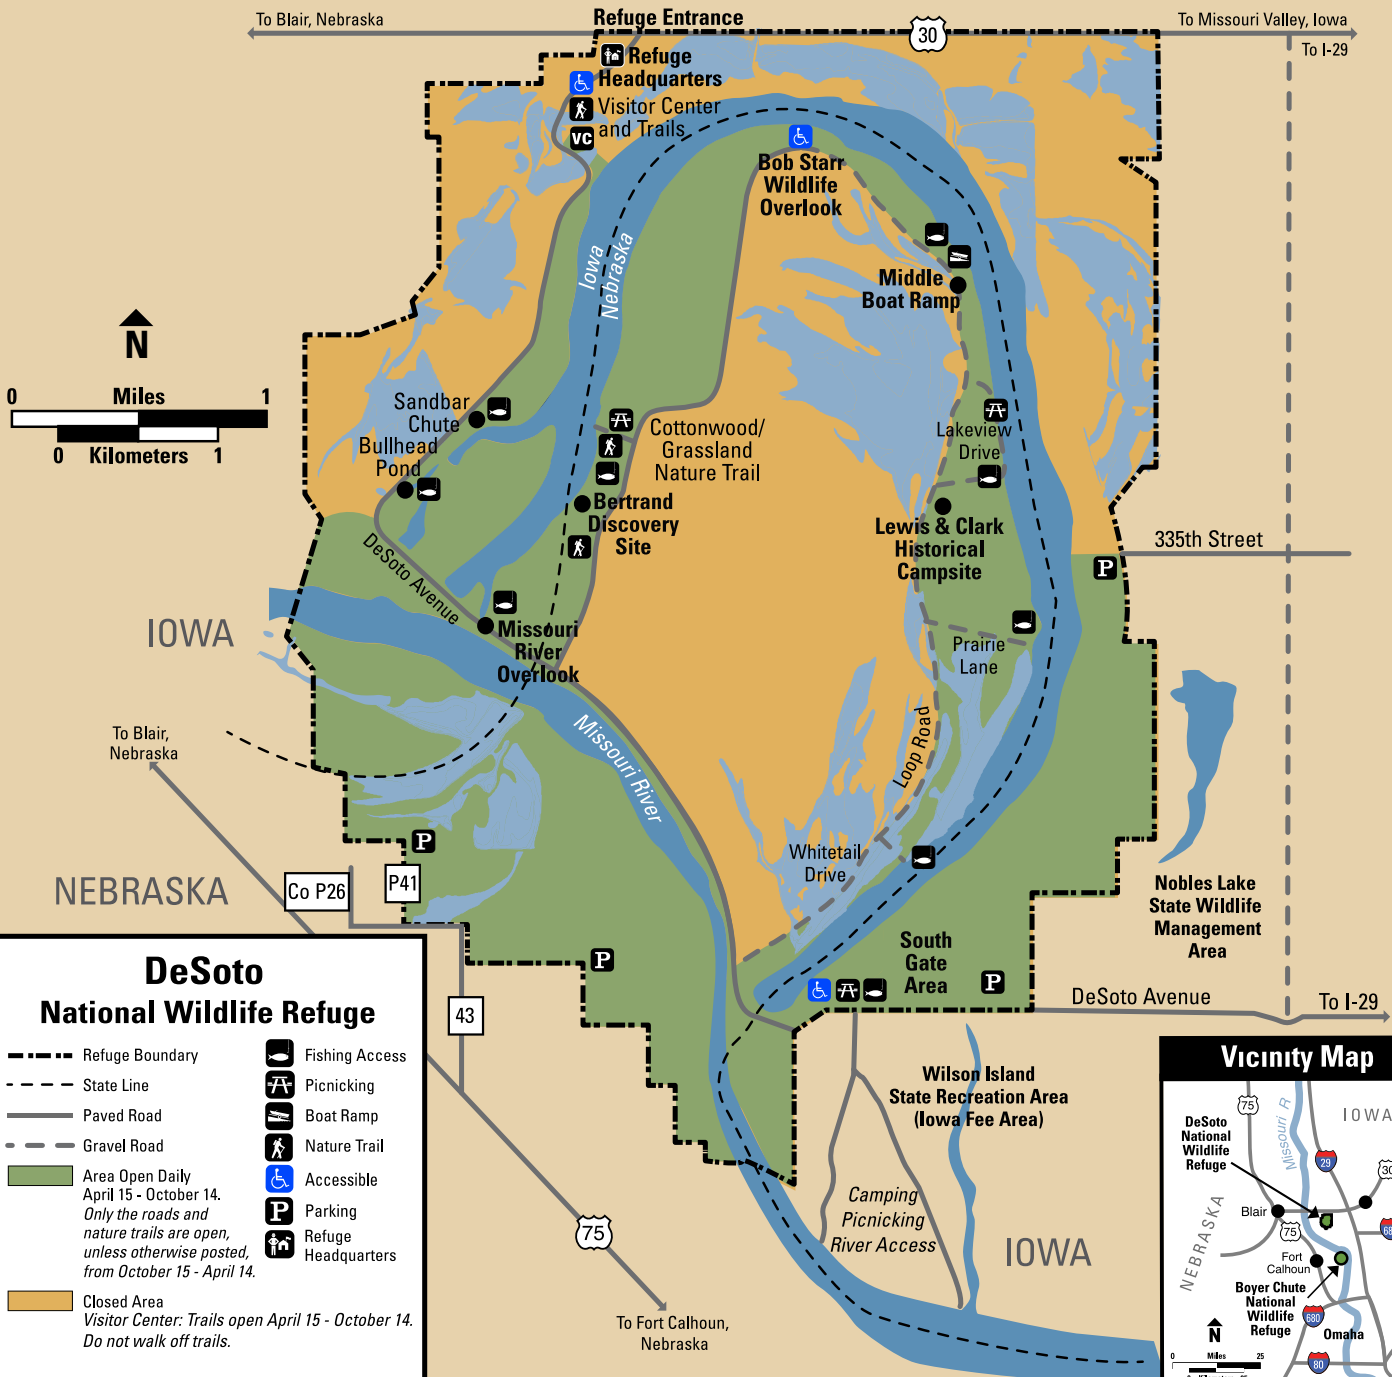 To Blair, Nebraska
Refuge Entrance
30
To Missouri Valley, Iowa
To I-29
Refuge
Headquarters
Visitor Center
and Trails
VC
Bob Starr
Wildlife
Overlook
Iowa
Nebraska
Middle
Boat Ramp
N
0 Miles 1
0 Kilometers 1
Sandbar
Chute
Bullhead
Pond
Cottonwood/
Grassland
Nature Trail
Lakeview
Drive
Bertrand
Discovery
Site
Lewis & Clark
Historical
Campsite
335th Street
P
DeSoto Avenue
IOWA
Missouri
River
Overlook
Prairie
Lane
To Blair,
Nebraska
Missouri River
Loop Road
P
Whitetail
Drive
NEBRASKA
Co P26
P41
Nobles Lake
State Wildlife
Management
Area
South
Gate
Area
P
P
DeSoto Avenue
To I-29
43
DeSoto
National Wildlife Refuge
Refuge Boundary
State Line
Paved Road
Gravel Road
Area Open Daily
April 15 - October 14.
Only the roads and
nature trails are open,
unless otherwise posted,
from October 15 - April 14.
Closed Area
Visitor Center: Trails open April 15 - October 14.
Do not walk off trails.
Fishing Access
Picnicking
Boat Ramp
Nature Trail
Accessible
P Parking
Refuge
Headquarters
75
To Fort Calhoun,
Nebraska
Wilson Island
State Recreation Area
(Iowa Fee Area)
Camping
Picnicking
River Access
IOWA
Vicinity Map
75
Missouri R
IOWA
DeSoto
National
Wildlife
Refuge
29
30
NEBRASKA
Blair
75
Fort
Calhoun
Boyer Chute
National
Wildlife
Refuge
680
Omaha
N
0 Miles 25
80